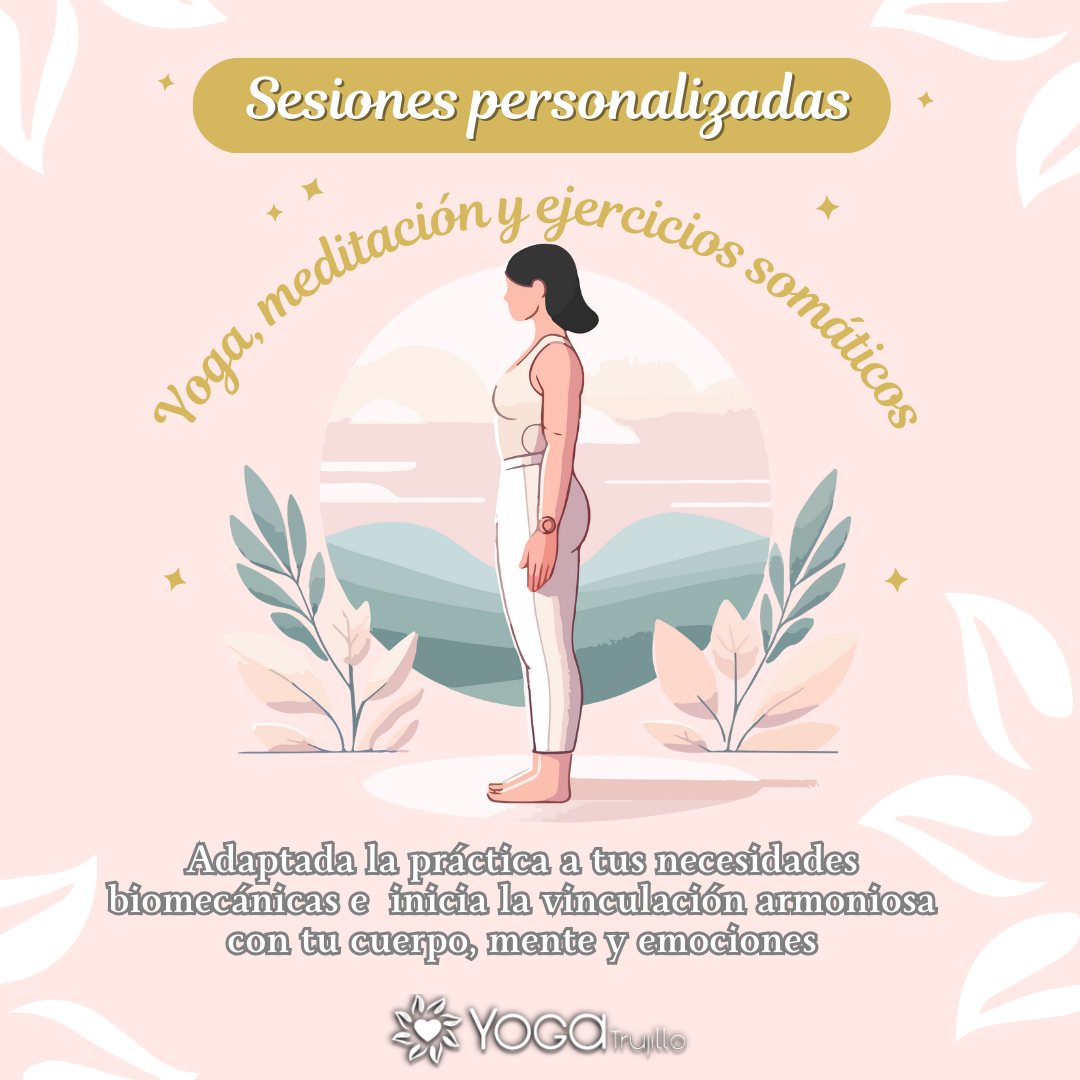 Sesiones personalizadas
Yoga, meditación y ejercicios somáticos
Adaptada la práctica a tus necesidades
biomecánicas e  inicia la vinculación armoniosa
con tu cuerpo, mente y emociones
YOGA Trujillo